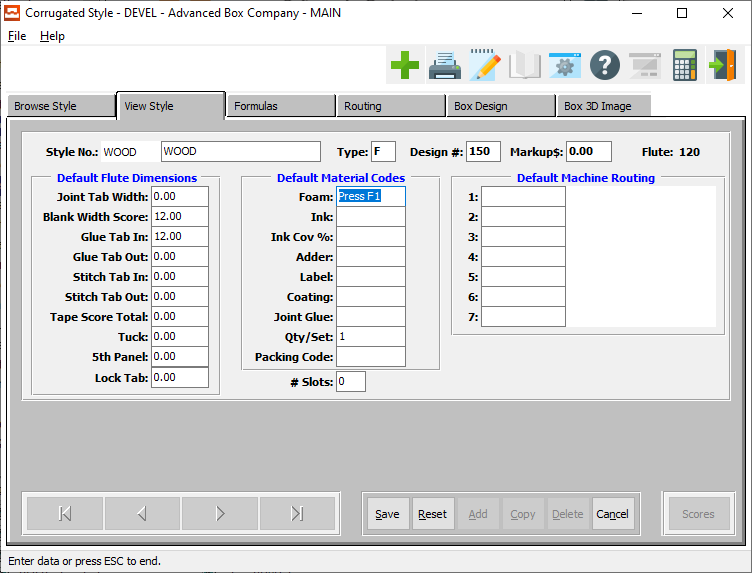 Corrugated Style - DEVEL - Advanced Box Company - MAIN
File Help
Browse Style View Style Formulas Routing Box Design Box 3D Image
Style No.: WOOD WOOD Type: F Design #: 150 Markup$: 0.00 Flute: 120
Default Flute Dimensions
Joint Tab Width: 0.00
Blank Width Score: 12.00
Glue Tab In: 12.00
Glue Tab Out: 0.00
Stitch Tab In: 0.00
Stitch Tab Out: 0.00
Tape Score Total: 0.00
Tuck: 0.00
5th Panel: 0.00
Lock Tab: 0.00
Default Material Codes
Foam: Press F1
Ink:
Ink Cov %:
Adder:
Label:
Coating:
Joint Glue:
Qty/Set: 1
Packing Code:
# Slots: 0
Default Machine Routing
1:
2:
3:
4:
5:
6:
7:
Save Reset Add Copy Delete Cancel Scores
Enter data or press ESC to end.